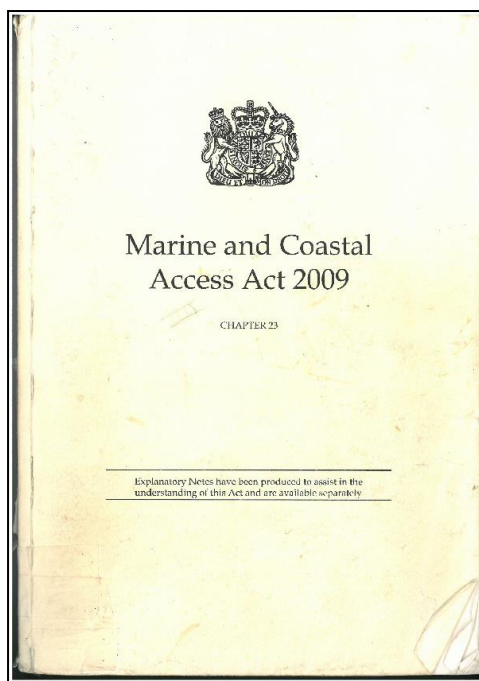 Marine and Coastal
Access Act 2009
CHAPTER 23
Explanatory Notes have been produced to assist in the
understanding of this Act and are available separately